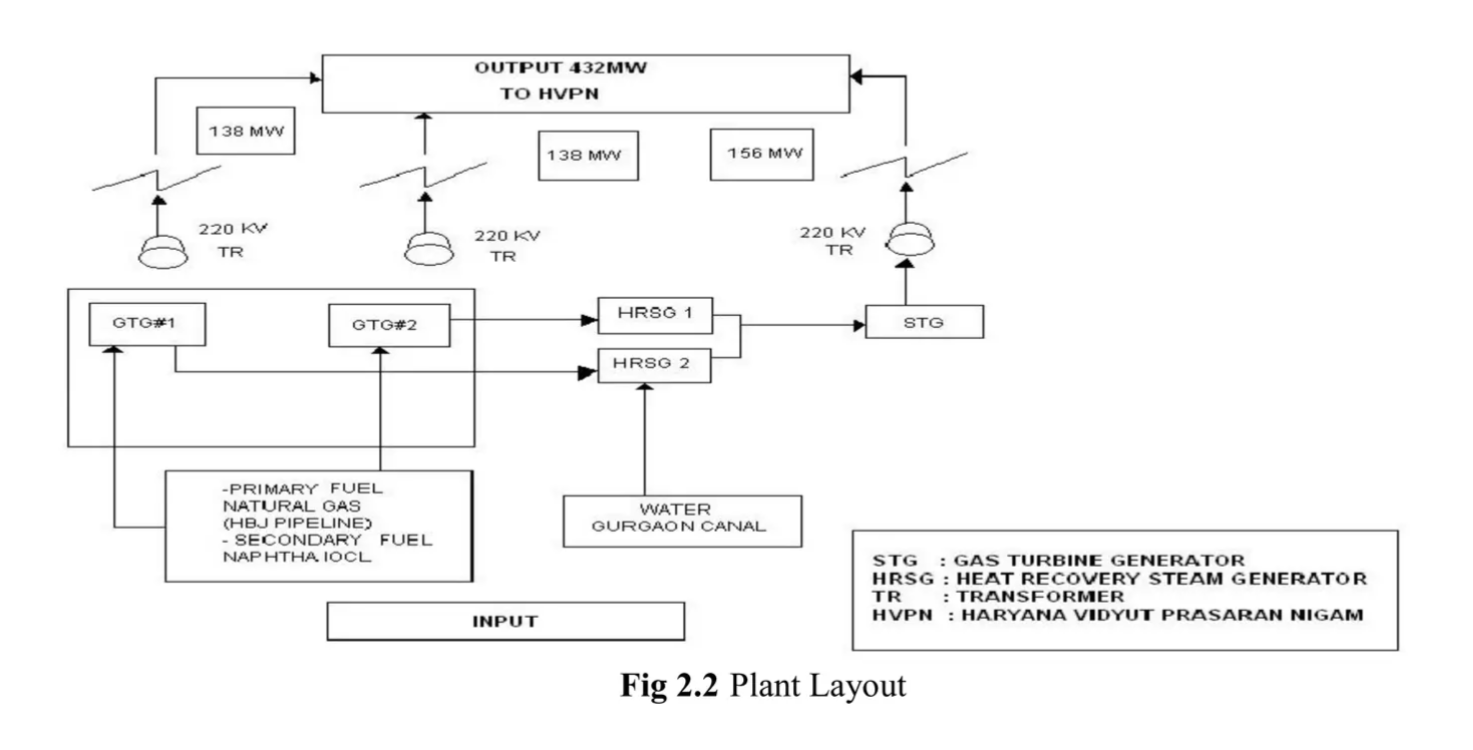 OUTPUT 432MW
TO HVPN
138 MW
138 MW
156 MW
220 KV
TR
220 KV
TR
220 KV
TR
GTG#1
GTG#2
HRSG 1
HRSG 2
STG
-PRIMARY FUEL
NATURAL GAS
(HBJ PIPELINE)
- SECONDARY FUEL
NAPHTHA.IOCL
WATER
GURGAON CANAL
STG : GAS TURBINE GENERATOR
HRSG : HEAT RECOVERY STEAM GENERATOR
TR : TRANSFORMER
HVPN : HARYANA VIDYUT PRASARAN NIGAM
INPUT
Fig 2.2 Plant Layout